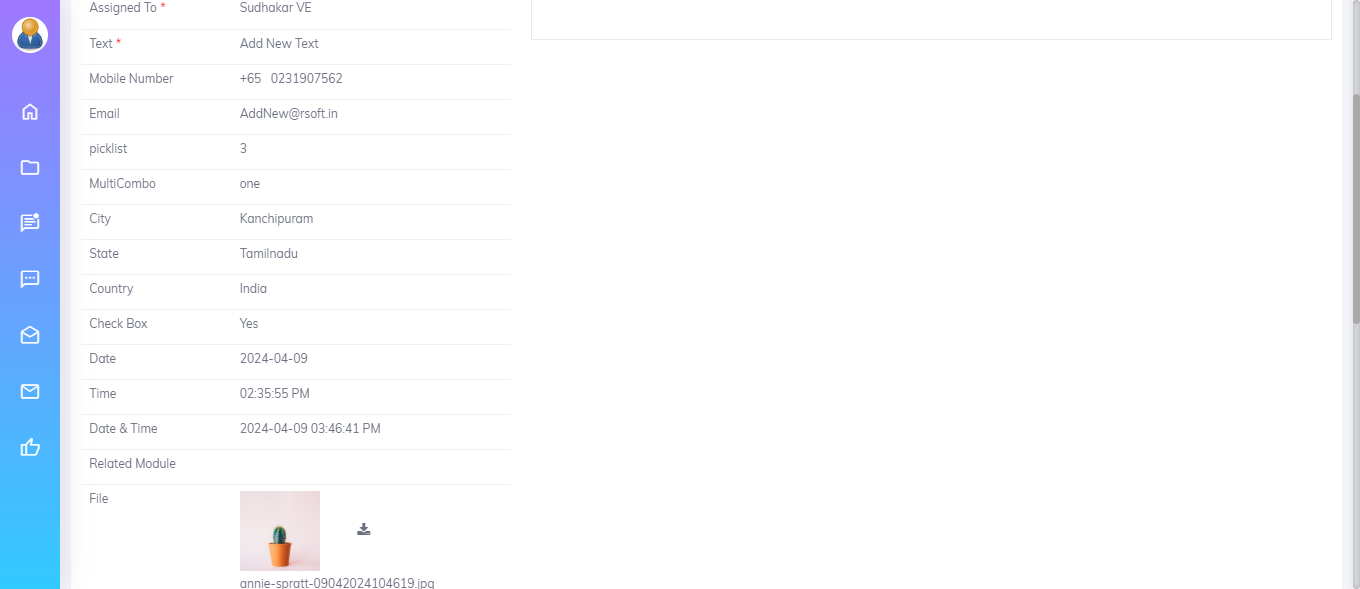 Assigned To * Sudhakar VE
Text * Add New Text
Mobile Number +65 0231907562
Email AddNew@rsoft.in
picklist 3
MultiCombo one
City Kanchipuram
State Tamilnadu
Country India
Check Box Yes
Date 2024-04-09
Time 02:35:55 PM
Date & Time 2024-04-09 03:46:41 PM
Related Module
File
annie-spratt-09042024104619.jpg